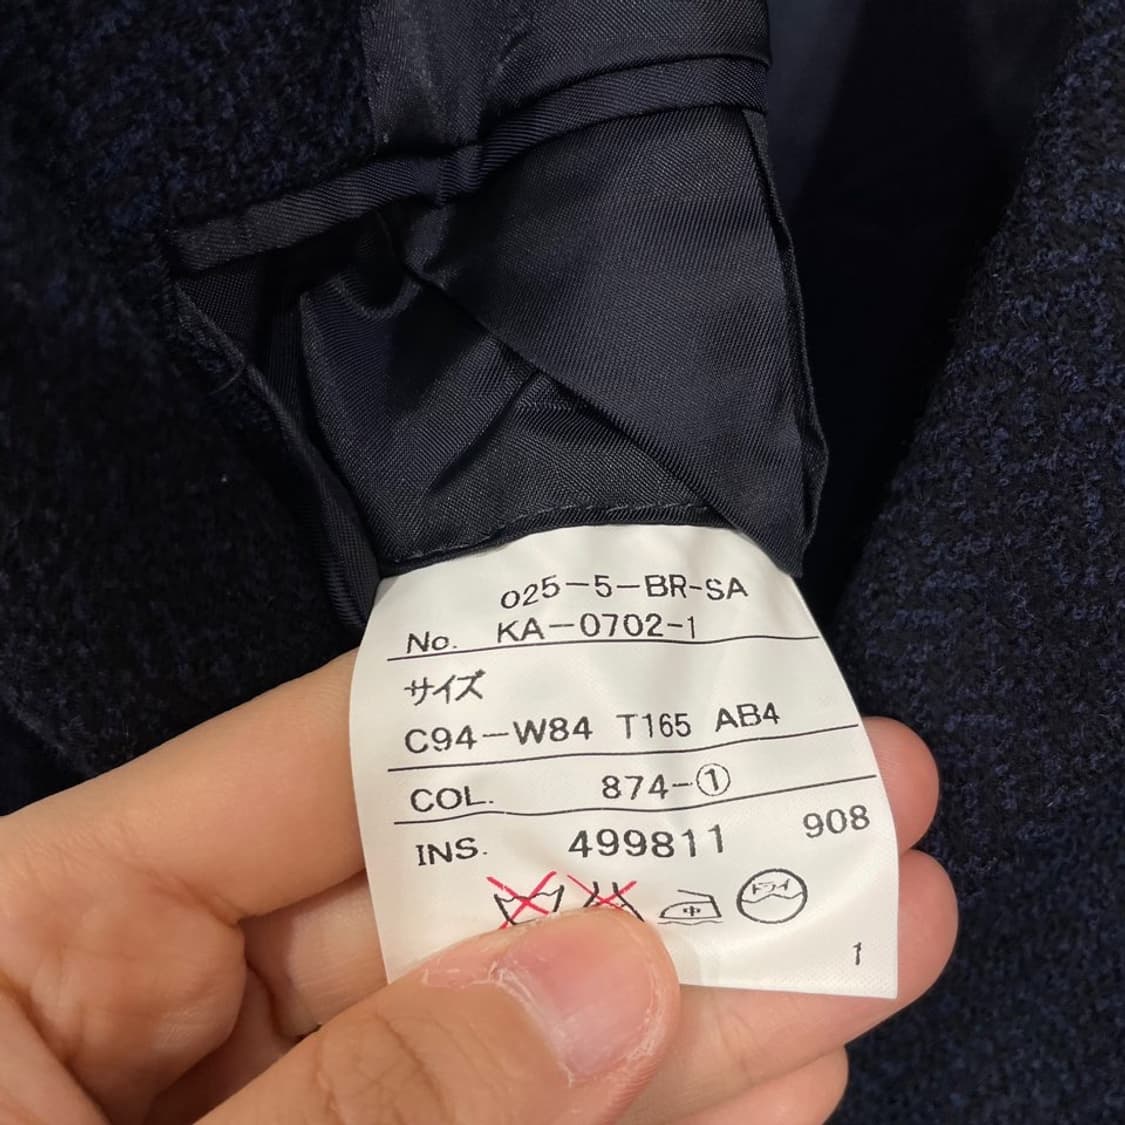 025-5-BR-SA
No. KA-0702-1
サイズ
C94-W84 T165 AB4
COL. 874-①
INS. 499811 908
中 ドライ
1